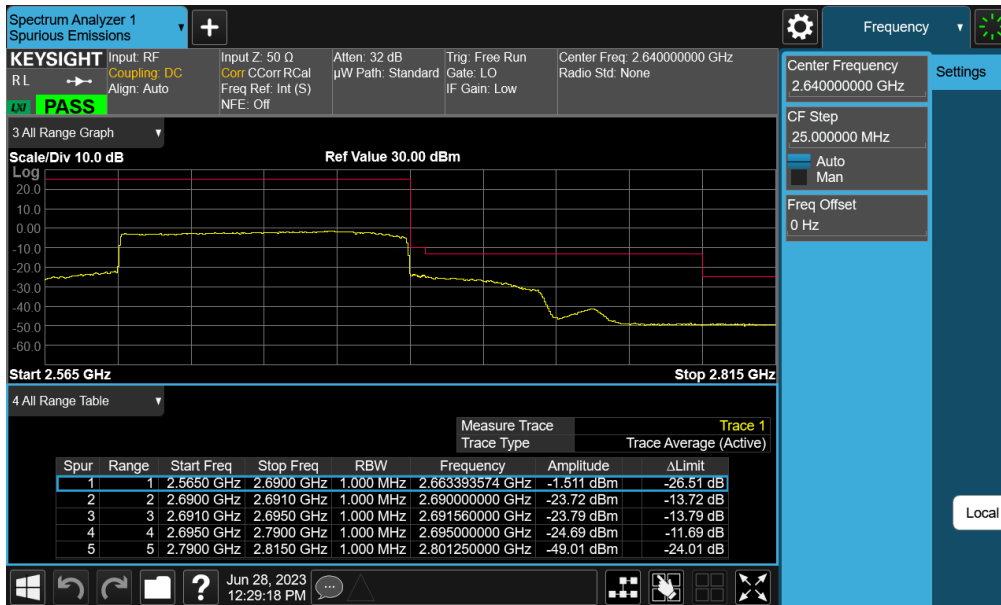 Spectrum Analyzer 1
Spurious Emissions
Frequency
KEYSIGHT
R L
LXI PASS
Input: RF
Coupling: DC
Align: Auto
Input Z: 50 Ω
Corr CCorr RCal
Freq Ref: Int (S)
NFE: Off
Atten: 32 dB
µW Path: Standard
Trig: Free Run
Gate: LO
IF Gain: Low
Center Freq: 2.640000000 GHz
Radio Std: None
Center Frequency
2.640000000 GHz
Settings
CF Step
25.000000 MHz
Auto
Man
Freq Offset
0 Hz
3 All Range Graph
Scale/Div 10.0 dB Ref Value 30.00 dBm
Log
20.0
10.0
0.00
-10.0
-20.0
-30.0
-40.0
-50.0
-60.0
Start 2.565 GHz Stop 2.815 GHz
4 All Range Table
Measure Trace Trace 1
Trace Type Trace Average (Active)
Spur Range Start Freq Stop Freq RBW Frequency Amplitude ΔLimit
1 1 2.5650 GHz 2.6900 GHz 1.000 MHz 2.663393574 GHz -1.511 dBm -26.51 dB
2 2 2.6900 GHz 2.6910 GHz 1.000 MHz 2.690000000 GHz -23.72 dBm -13.72 dB
3 3 2.6910 GHz 2.6950 GHz 1.000 MHz 2.691560000 GHz -23.79 dBm -13.79 dB
4 4 2.6950 GHz 2.7900 GHz 1.000 MHz 2.695000000 GHz -24.69 dBm -11.69 dB
5 5 2.7900 GHz 2.8150 GHz 1.000 MHz 2.801250000 GHz -49.01 dBm -24.01 dB
Local
?
Jun 28, 2023
12:29:18 PM